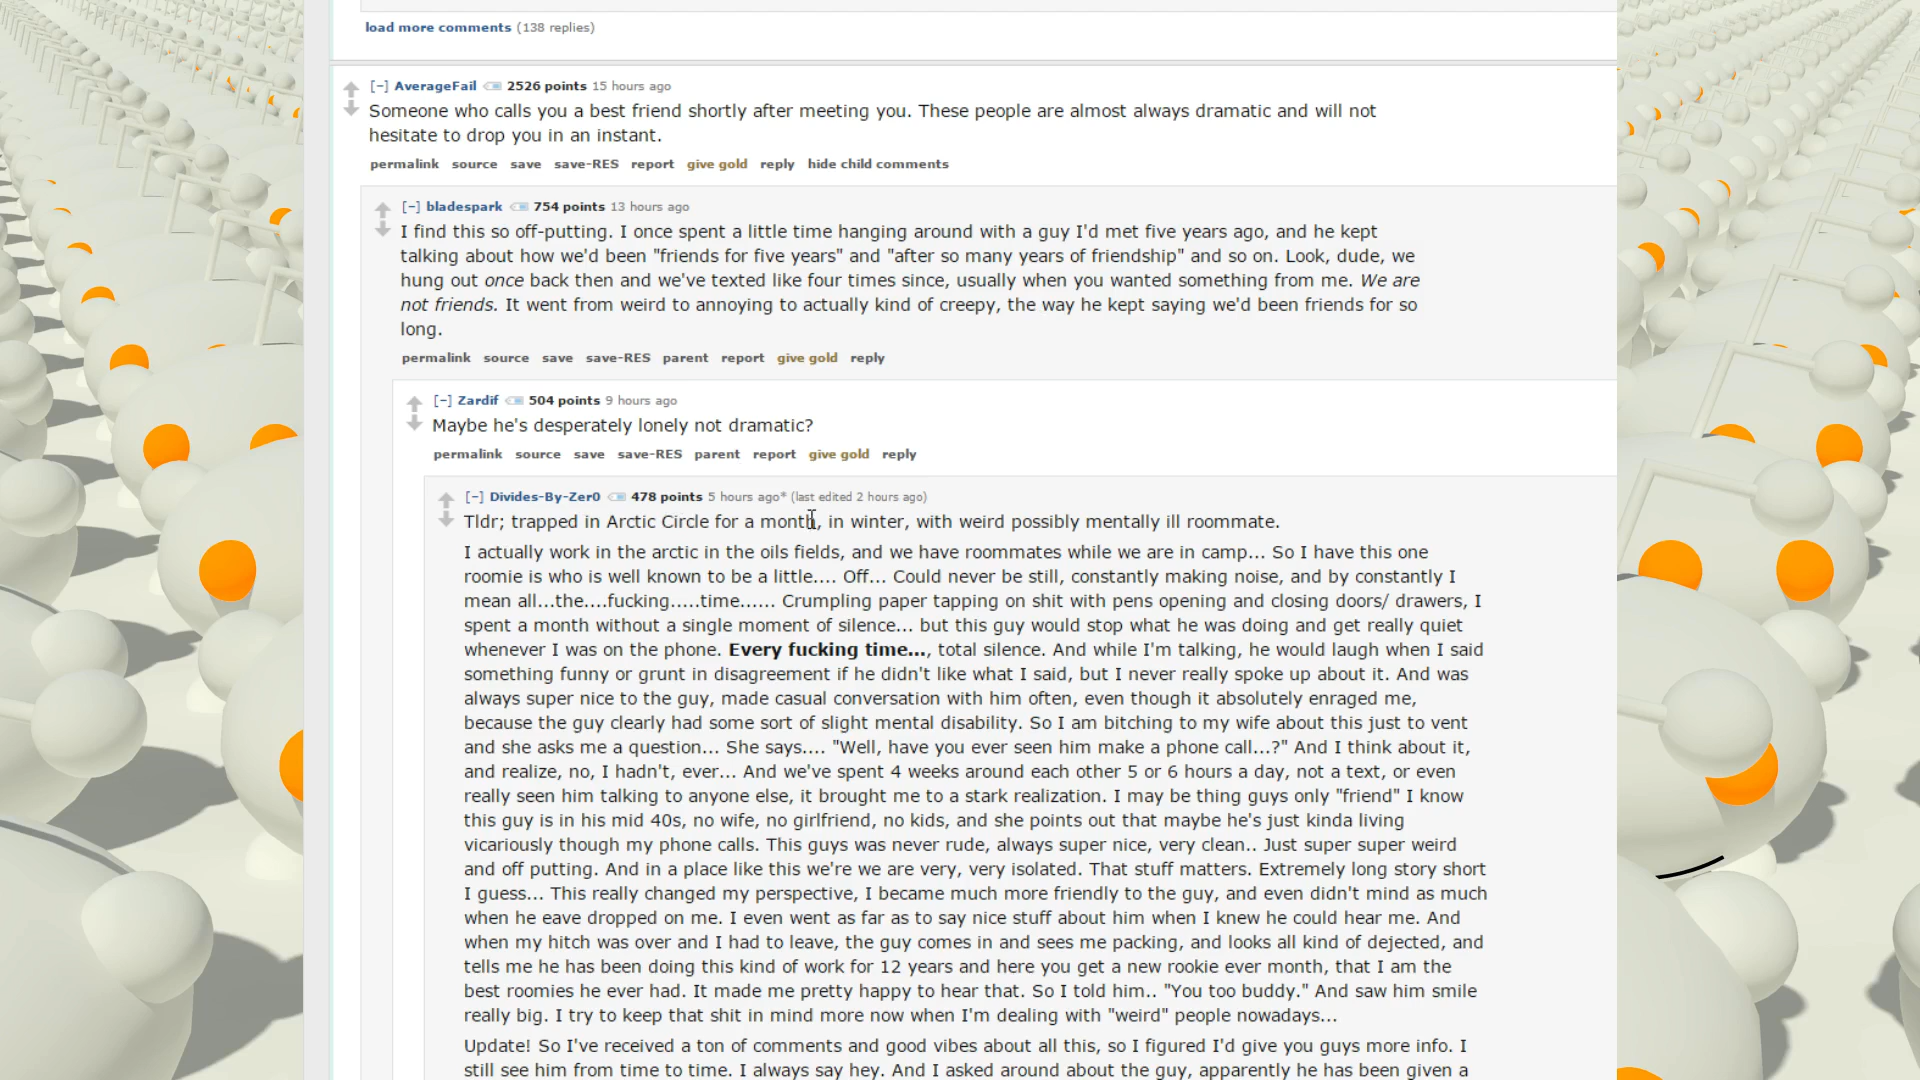 load more comments (138 replies)
[–] AverageFail 2526 points 15 hours ago
Someone who calls you a best friend shortly after meeting you. These people are almost always dramatic and will not
hesitate to drop you in an instant.
permalink source save save-RES report give gold reply hide child comments
[–] bladespark 754 points 13 hours ago
I find this so off-putting. I once spent a little time hanging around with a guy I'd met five years ago, and he kept
talking about how we'd been "friends for five years" and "after so many years of friendship" and so on. Look, dude, we
hung out once back then and we've texted like four times since, usually when you wanted something from me. We are
not friends. It went from weird to annoying to actually kind of creepy, the way he kept saying we'd been friends for so
long.
permalink source save save-RES parent report give gold reply
[–] Zardif 504 points 9 hours ago
Maybe he's desperately lonely not dramatic?
permalink source save save-RES parent report give gold reply
[–] Divides-By-Zer0 478 points 5 hours ago* (last edited 2 hours ago)
Tldr; trapped in Arctic Circle for a month, in winter, with weird possibly mentally ill roommate.
I actually work in the arctic in the oils fields, and we have roommates while we are in camp... So I have this one
roomie is who is well known to be a little.... Off... Could never be still, constantly making noise, and by constantly I
mean all...the....fucking.....time...... Crumpling paper tapping on shit with pens opening and closing doors/ drawers, I
spent a month without a single moment of silence... but this guy would stop what he was doing and get really quiet
whenever I was on the phone. Every fucking time..., total silence. And while I'm talking, he would laugh when I said
something funny or grunt in disagreement if he didn't like what I said, but I never really spoke up about it. And was
always super nice to the guy, made casual conversation with him often, even though it absolutely enraged me,
because the guy clearly had some sort of slight mental disability. So I am bitching to my wife about this just to vent
and she asks me a question... She says.... "Well, have you ever seen him make a phone call...?" And I think about it,
and realize, no, I hadn't, ever... And we've spent 4 weeks around each other 5 or 6 hours a day, not a text, or even
really seen him talking to anyone else, it brought me to a stark realization. I may be thing guys only "friend" I know
this guy is in his mid 40s, no wife, no girlfriend, no kids, and she points out that maybe he's just kinda living
vicariously though my phone calls. This guys was never rude, always super nice, very clean.. Just super super weird
and off putting. And in a place like this we're we are very, very isolated. That stuff matters. Extremely long story short
I guess... This really changed my perspective, I became much more friendly to the guy, and even didn't mind as much
when he eave dropped on me. I even went as far as to say nice stuff about him when I knew he could hear me. And
when my hitch was over and I had to leave, the guy comes in and sees me packing, and looks all kind of dejected, and
tells me he has been doing this kind of work for 12 years and here you get a new rookie ever month, that I am the
best roomies he ever had. It made me pretty happy to hear that. So I told him.. "You too buddy." And saw him smile
really big. I try to keep that shit in mind more now when I'm dealing with "weird" people nowadays...
Update! So I've received a ton of comments and good vibes about all this, so I figured I'd give you guys more info. I
still see him from time to time. I always say hey. And I asked around about the guy, apparently he has been given a